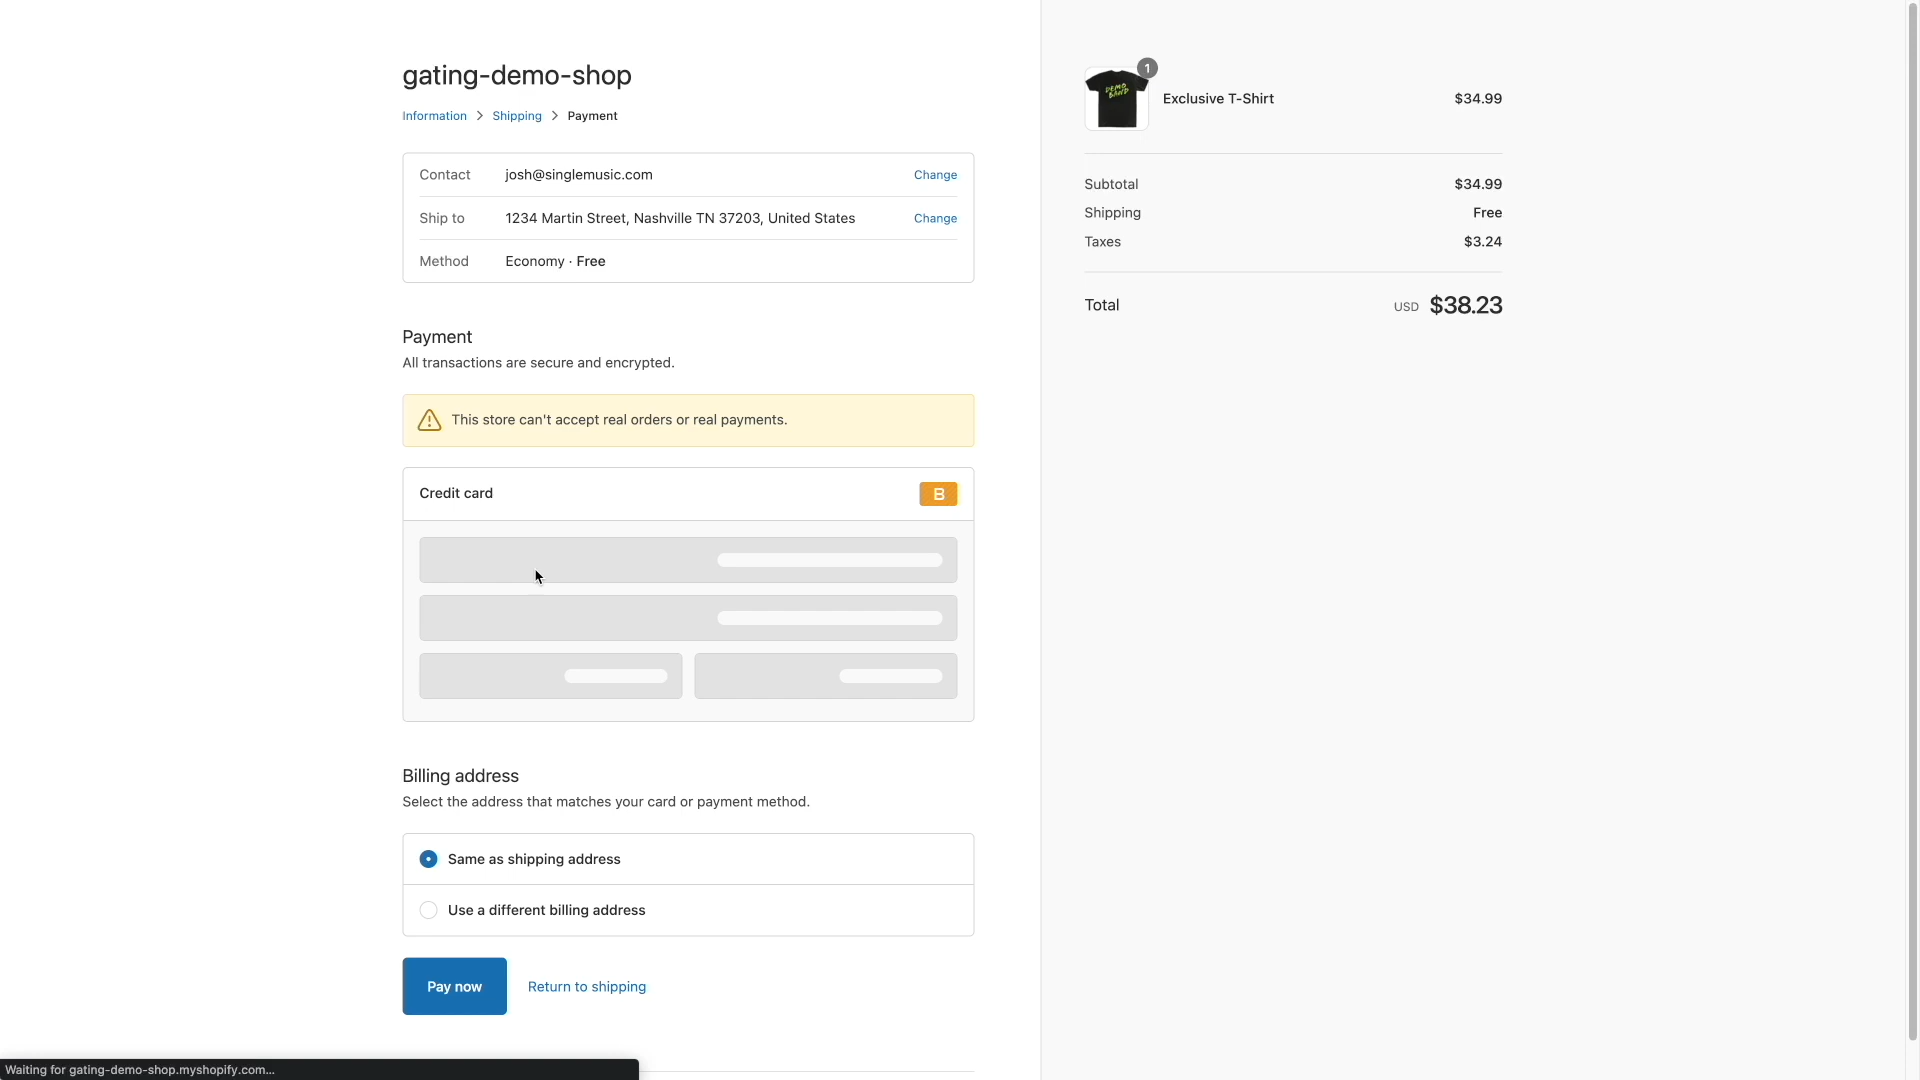 gating-demo-shop
Information > Shipping > Payment
Contact josh@singlemusic.com Change
Ship to 1234 Martin Street, Nashville TN 37203, United States Change
Method Economy · Free
Payment
All transactions are secure and encrypted.
This store can't accept real orders or real payments.
Credit card B
Billing address
Select the address that matches your card or payment method.
Same as shipping address
Use a different billing address
Pay now Return to shipping
Waiting for gating-demo-shop.myshopify.com...
1
DEMO
BAND
Exclusive T-Shirt $34.99
Subtotal $34.99
Shipping Free
Taxes $3.24
Total USD $38.23